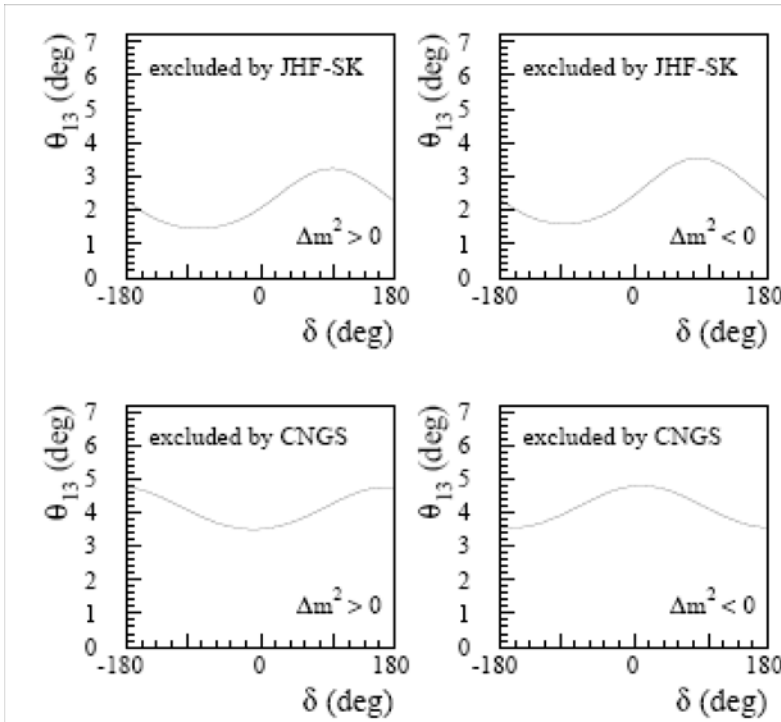 θ13 (deg)
7
6
5
4
3
2
1
0
excluded by JHF-SK
Δm² > 0
-180
0
180
δ (deg)
θ13 (deg)
7
6
5
4
3
2
1
0
excluded by JHF-SK
Δm² < 0
-180
0
180
δ (deg)
θ13 (deg)
7
6
5
4
3
2
1
0
excluded by CNGS
Δm² > 0
-180
0
180
δ (deg)
θ13 (deg)
7
6
5
4
3
2
1
0
excluded by CNGS
Δm² < 0
-180
0
180
δ (deg)